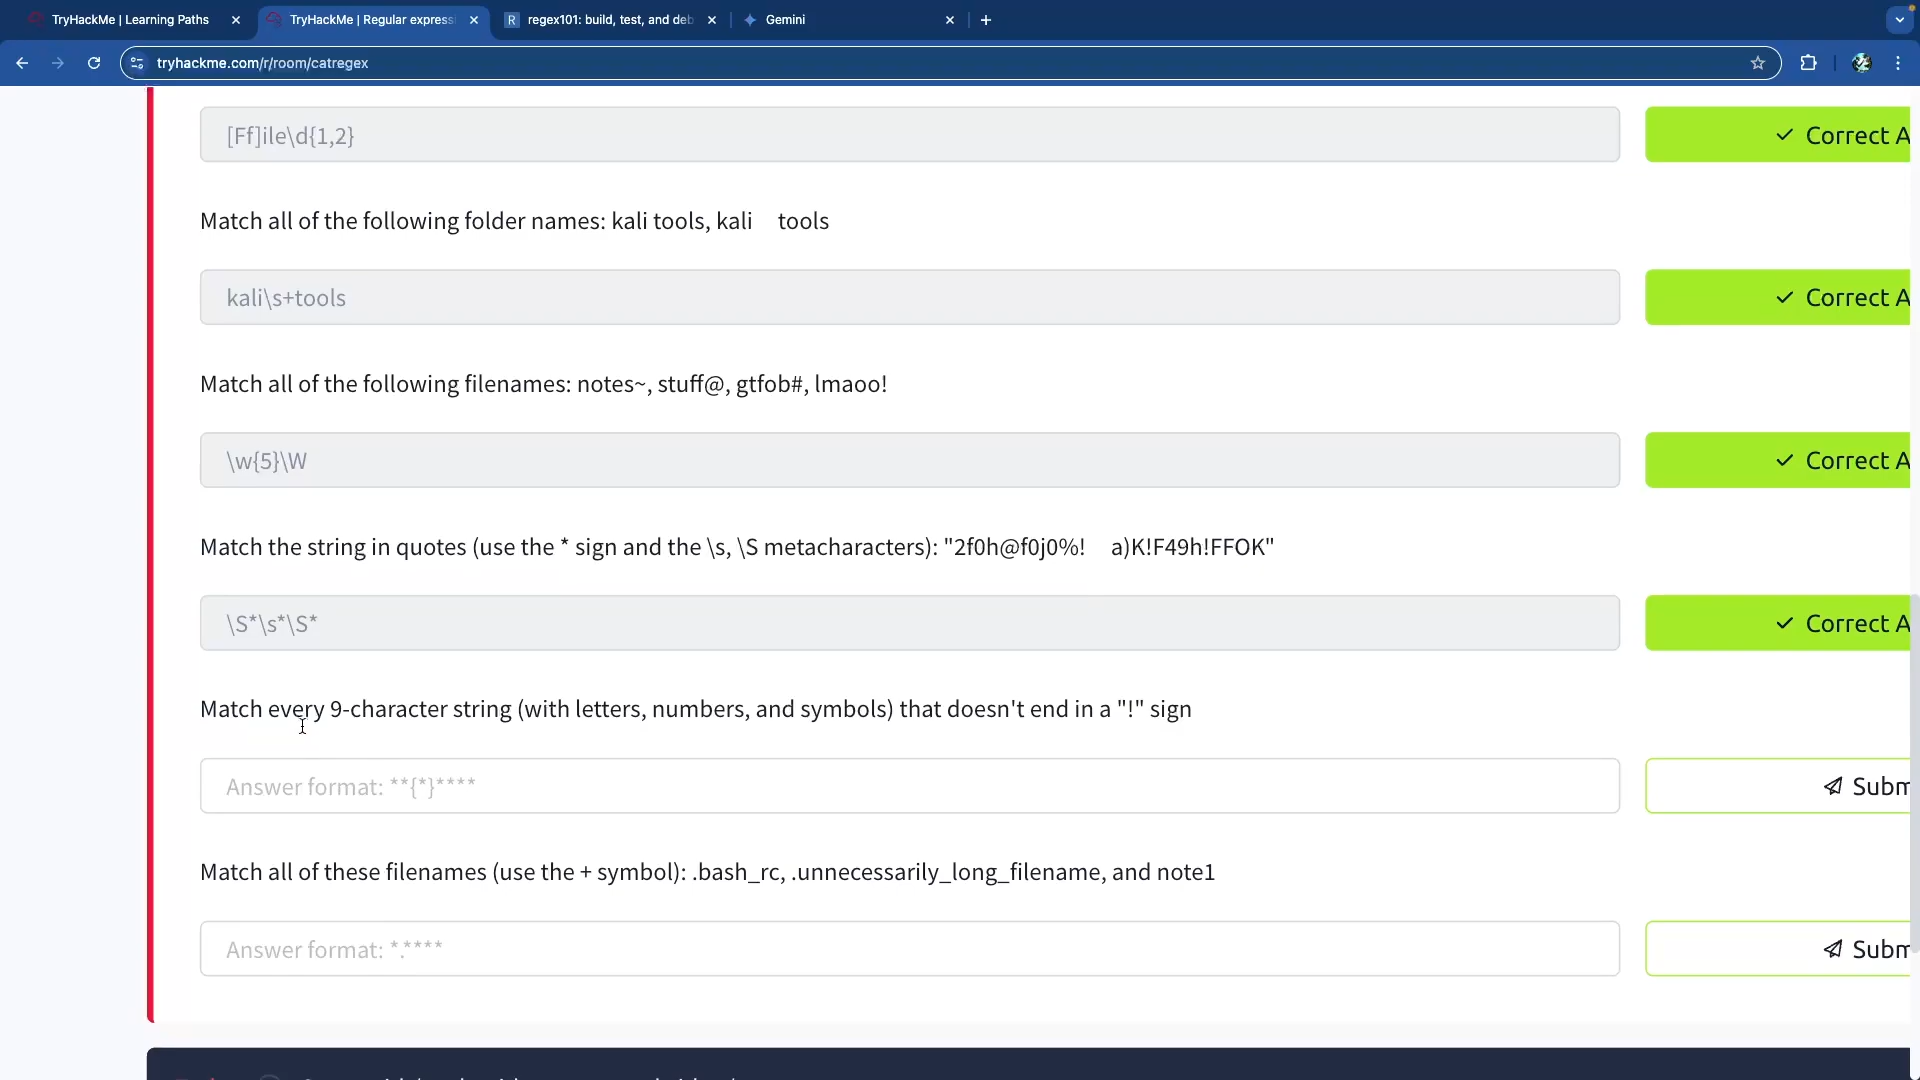 TryHackMe | Learning Paths
TryHackMe | Regular express
regex101: build, test, and deb
Gemini
tryhackme.com/r/room/catregex
[Ff]ile\d{1,2}
Correct A
Match all of the following folder names: kali tools, kali    tools
kali\s+tools
Correct A
Match all of the following filenames: notes~, stuff@, gtfob#, lmaoo!
\w{5}\W
Correct A
Match the string in quotes (use the * sign and the \s, \S metacharacters): "2f0h@f0j0%!    a)K!F49h!FFOK"
\S*\s*\S*
Correct A
Match every 9-character string (with letters, numbers, and symbols) that doesn't end in a "!" sign
Answer format: **{*}****
Subm
Match all of these filenames (use the + symbol): .bash_rc, .unnecessarily_long_filename, and note1
Answer format: *.****
Subm